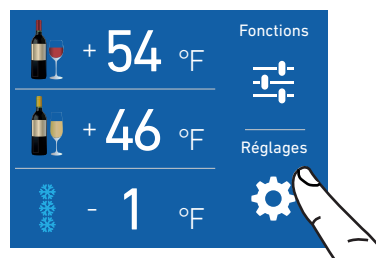 + 54 °F
Fonctions
+ 46 °F
Réglages
- 1 °F